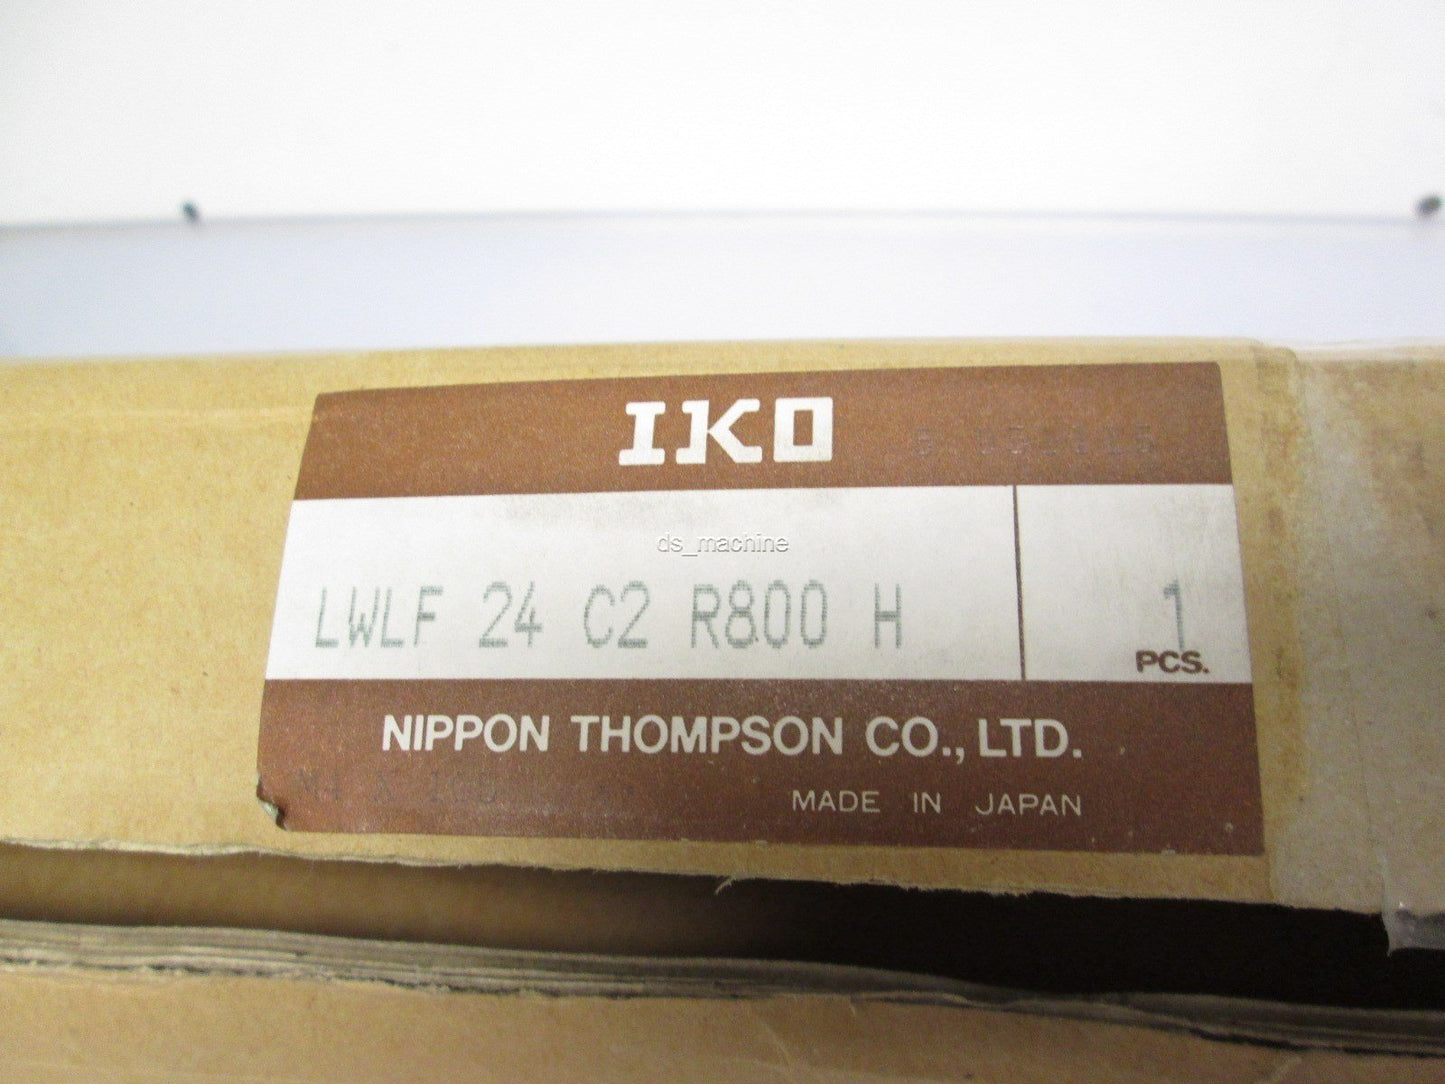 IKO
ds_machine
LWLF 24 C2 R800 H
1
PCS.
NIPPON THOMPSON CO., LTD.
MADE IN JAPAN